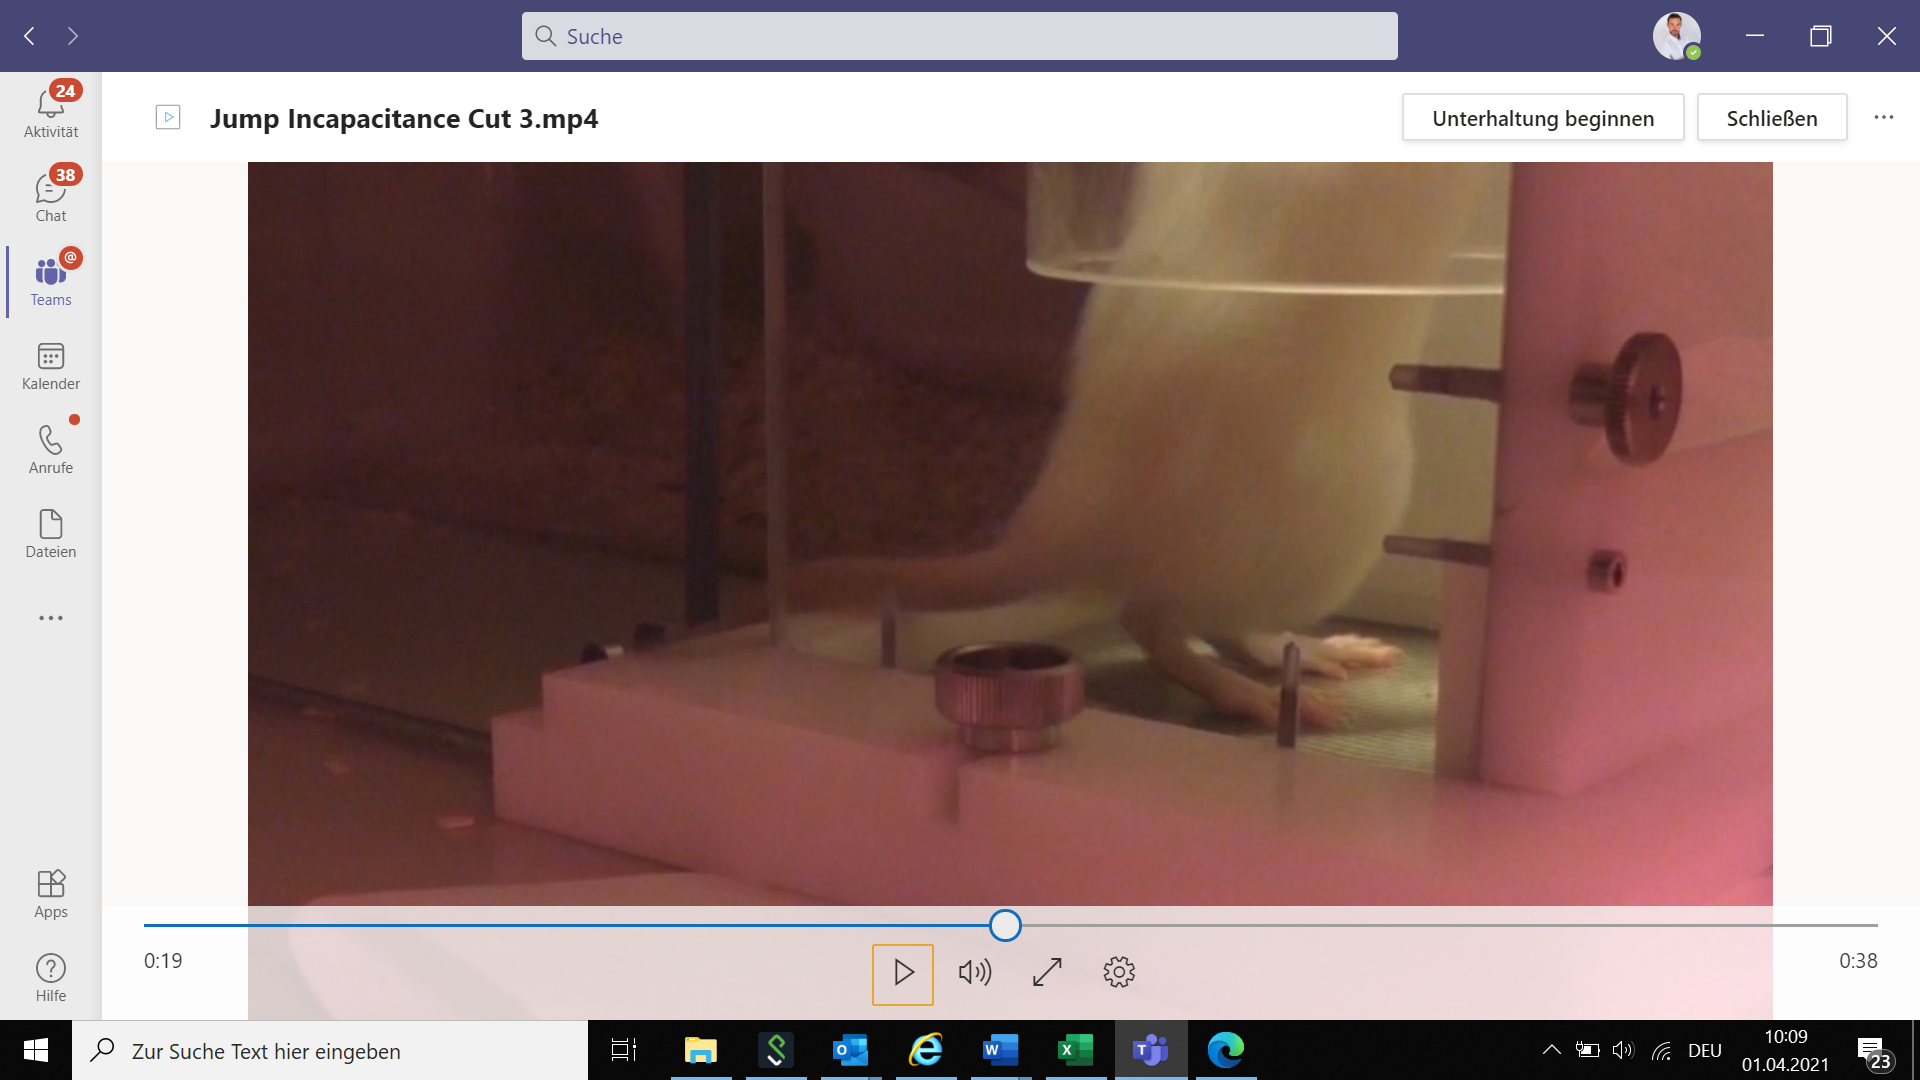 Suche
24
Aktivität
38
Chat
@
Teams
Kalender
Anrufe
Dateien
Apps
Hilfe
Jump Incapacitance Cut 3.mp4
Unterhaltung beginnen
Schließen
0:19
0:38
Zur Suche Text hier eingeben
DEU
10:09
01.04.2021
23